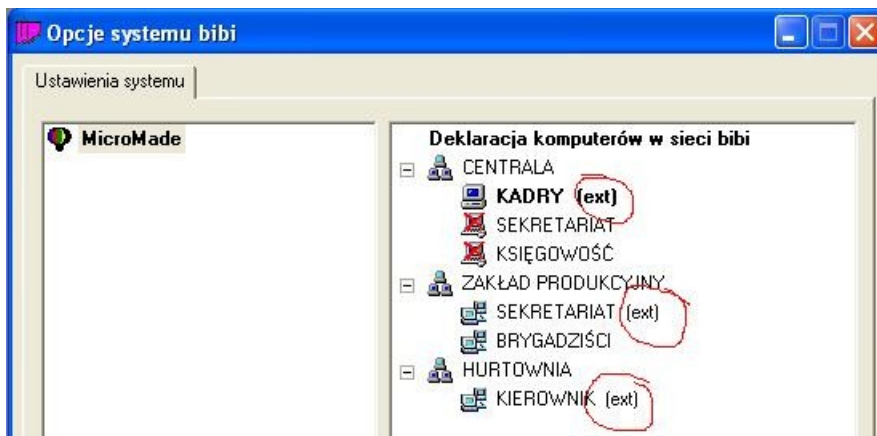 Opcje systemu bibi
Ustawienia systemu
MicroMade
Deklaracja komputerów w sieci bibi
CENTRALA
KADRY (ext)
SEKRETARIAT
KSIĘGOWOŚĆ
ZAKŁAD PRODUKCYJNY
SEKRETARIAT (ext)
BRYGADZIŚCI
HURTOWNIA
KIEROWNIK (ext)